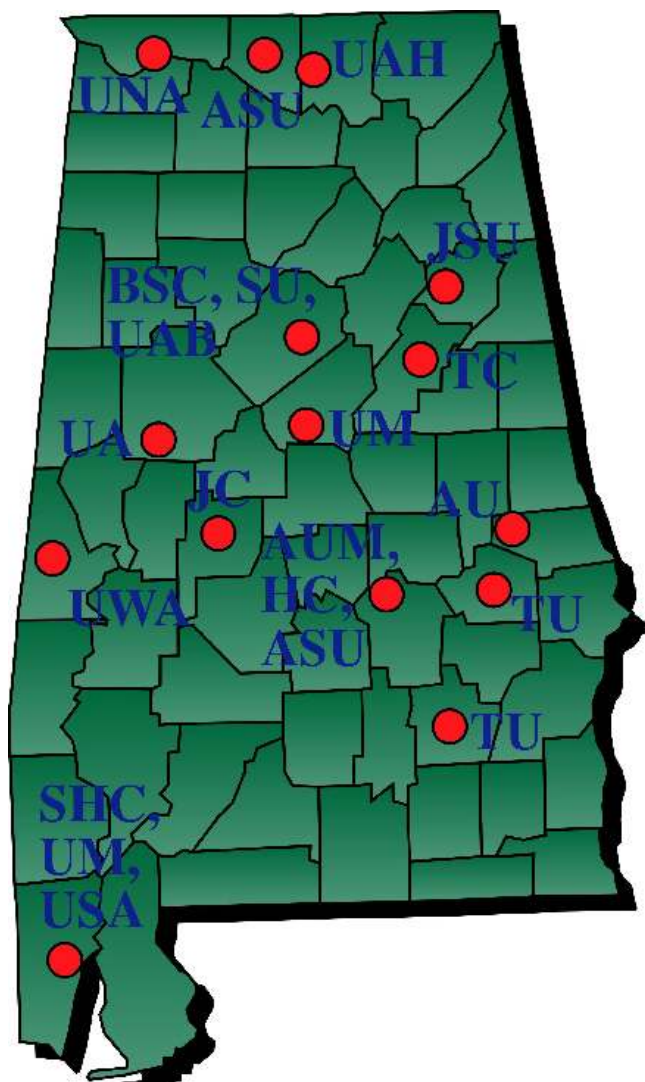 UAH
UNA
ASU
JSU
BSC, SU,
UAB
TC
UA
UM
JC
AU
AUM,
HC,
ASU
UWA
TU
TU
SHC,
UM,
USA